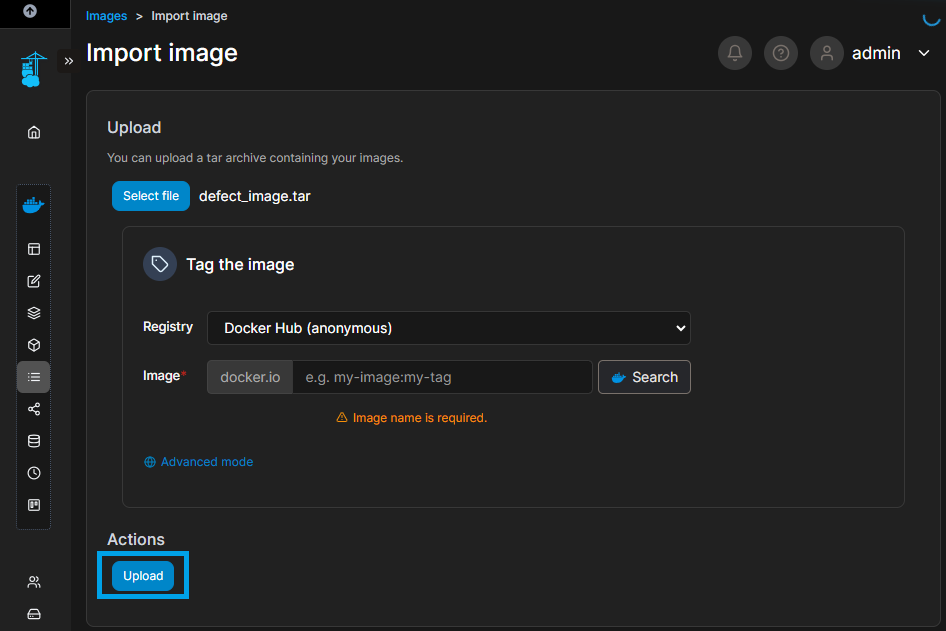 Images > Import image
Import image
admin
Upload
You can upload a tar archive containing your images.
Select file defect_image.tar
Tag the image
Registry Docker Hub (anonymous)
Image* docker.io e.g. my-image:my-tag Search
Image name is required.
Advanced mode
Actions
Upload